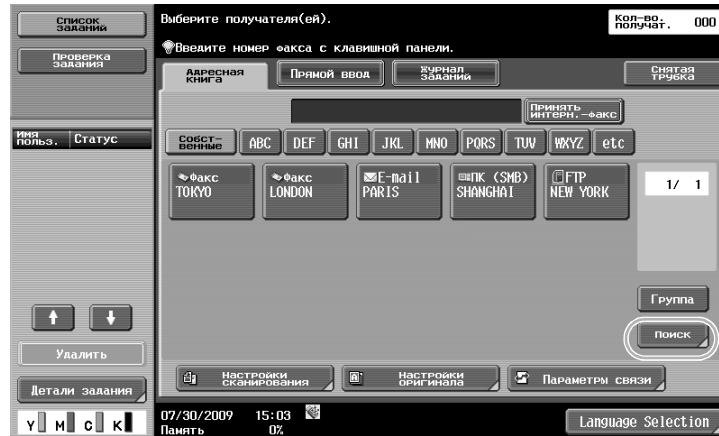 Список
заданий
Проверка
задания
Имя
польз.
Статус
Удалить
Детали задания
Y M C K
Выберите получателя(ей).
Кол-во.
получат.
000
Введите номер факса с клавишной панели.
Адресная
книга
Прямой ввод
Журнал
заданий
Снятая
трубка
Принять
интерн.-факс
Собст-
венные
ABC DEF GHI JKL MNO PQRS TUV WXYZ etc
Факс
TOKYO
Факс
LONDON
E-mail
PARIS
ПК (SMB)
SHANGHAI
FTP
NEW YORK
1/ 1
Группа
Поиск
Настройки
сканирования
Настройки
оригинала
Параметры связи
07/30/2009 15:03
Память 0%
Language Selection